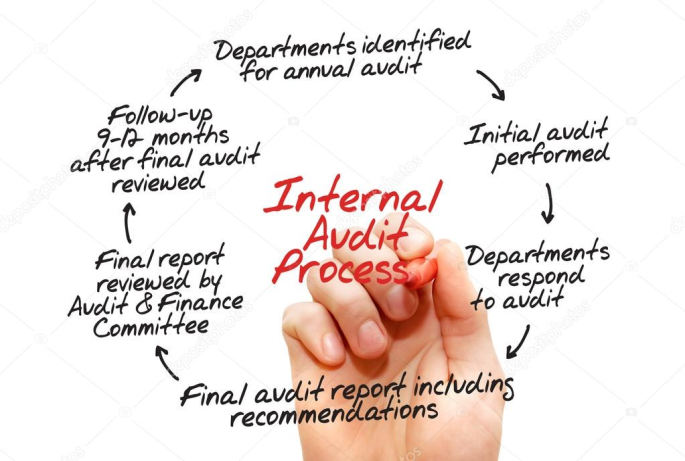 Departments identified
for annual audit
Initial audit
performed
Departments
respond
to audit
Final audit report including
recommendations
Final report
reviewed by
Audit & Finance
Committee
Follow-up
9-12 months
after final audit
reviewed
Internal
Audit
Process
depositphotos